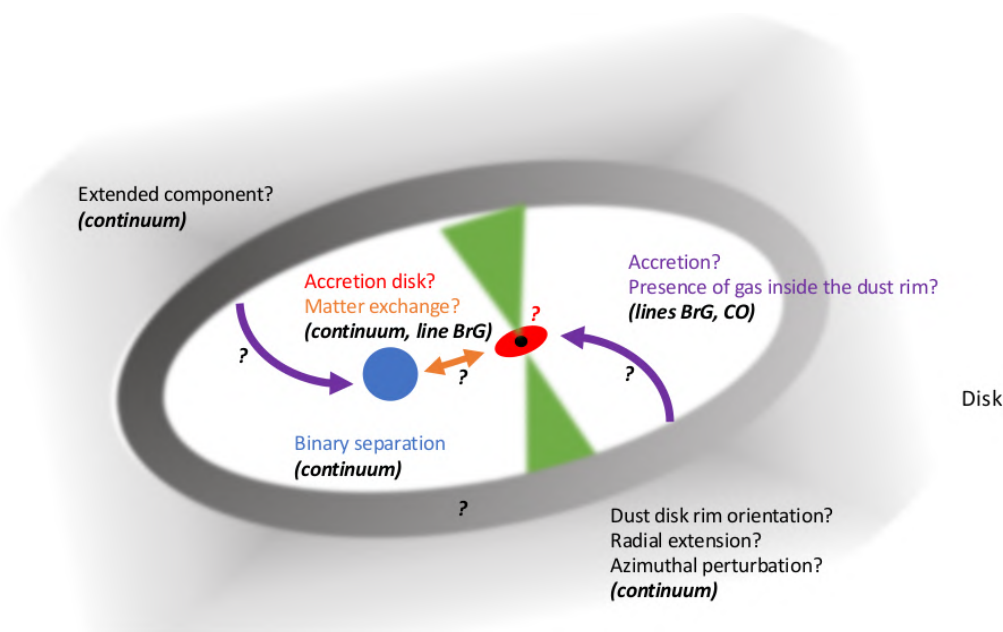 Extended component?
(continuum)
Accretion disk?
Matter exchange?
(continuum, line BrG)
Accretion?
Presence of gas inside the dust rim?
(lines BrG, CO)
?
?
?
?
Disk
Binary separation
(continuum)
?
Dust disk rim orientation?
Radial extension?
Azimuthal perturbation?
(continuum)